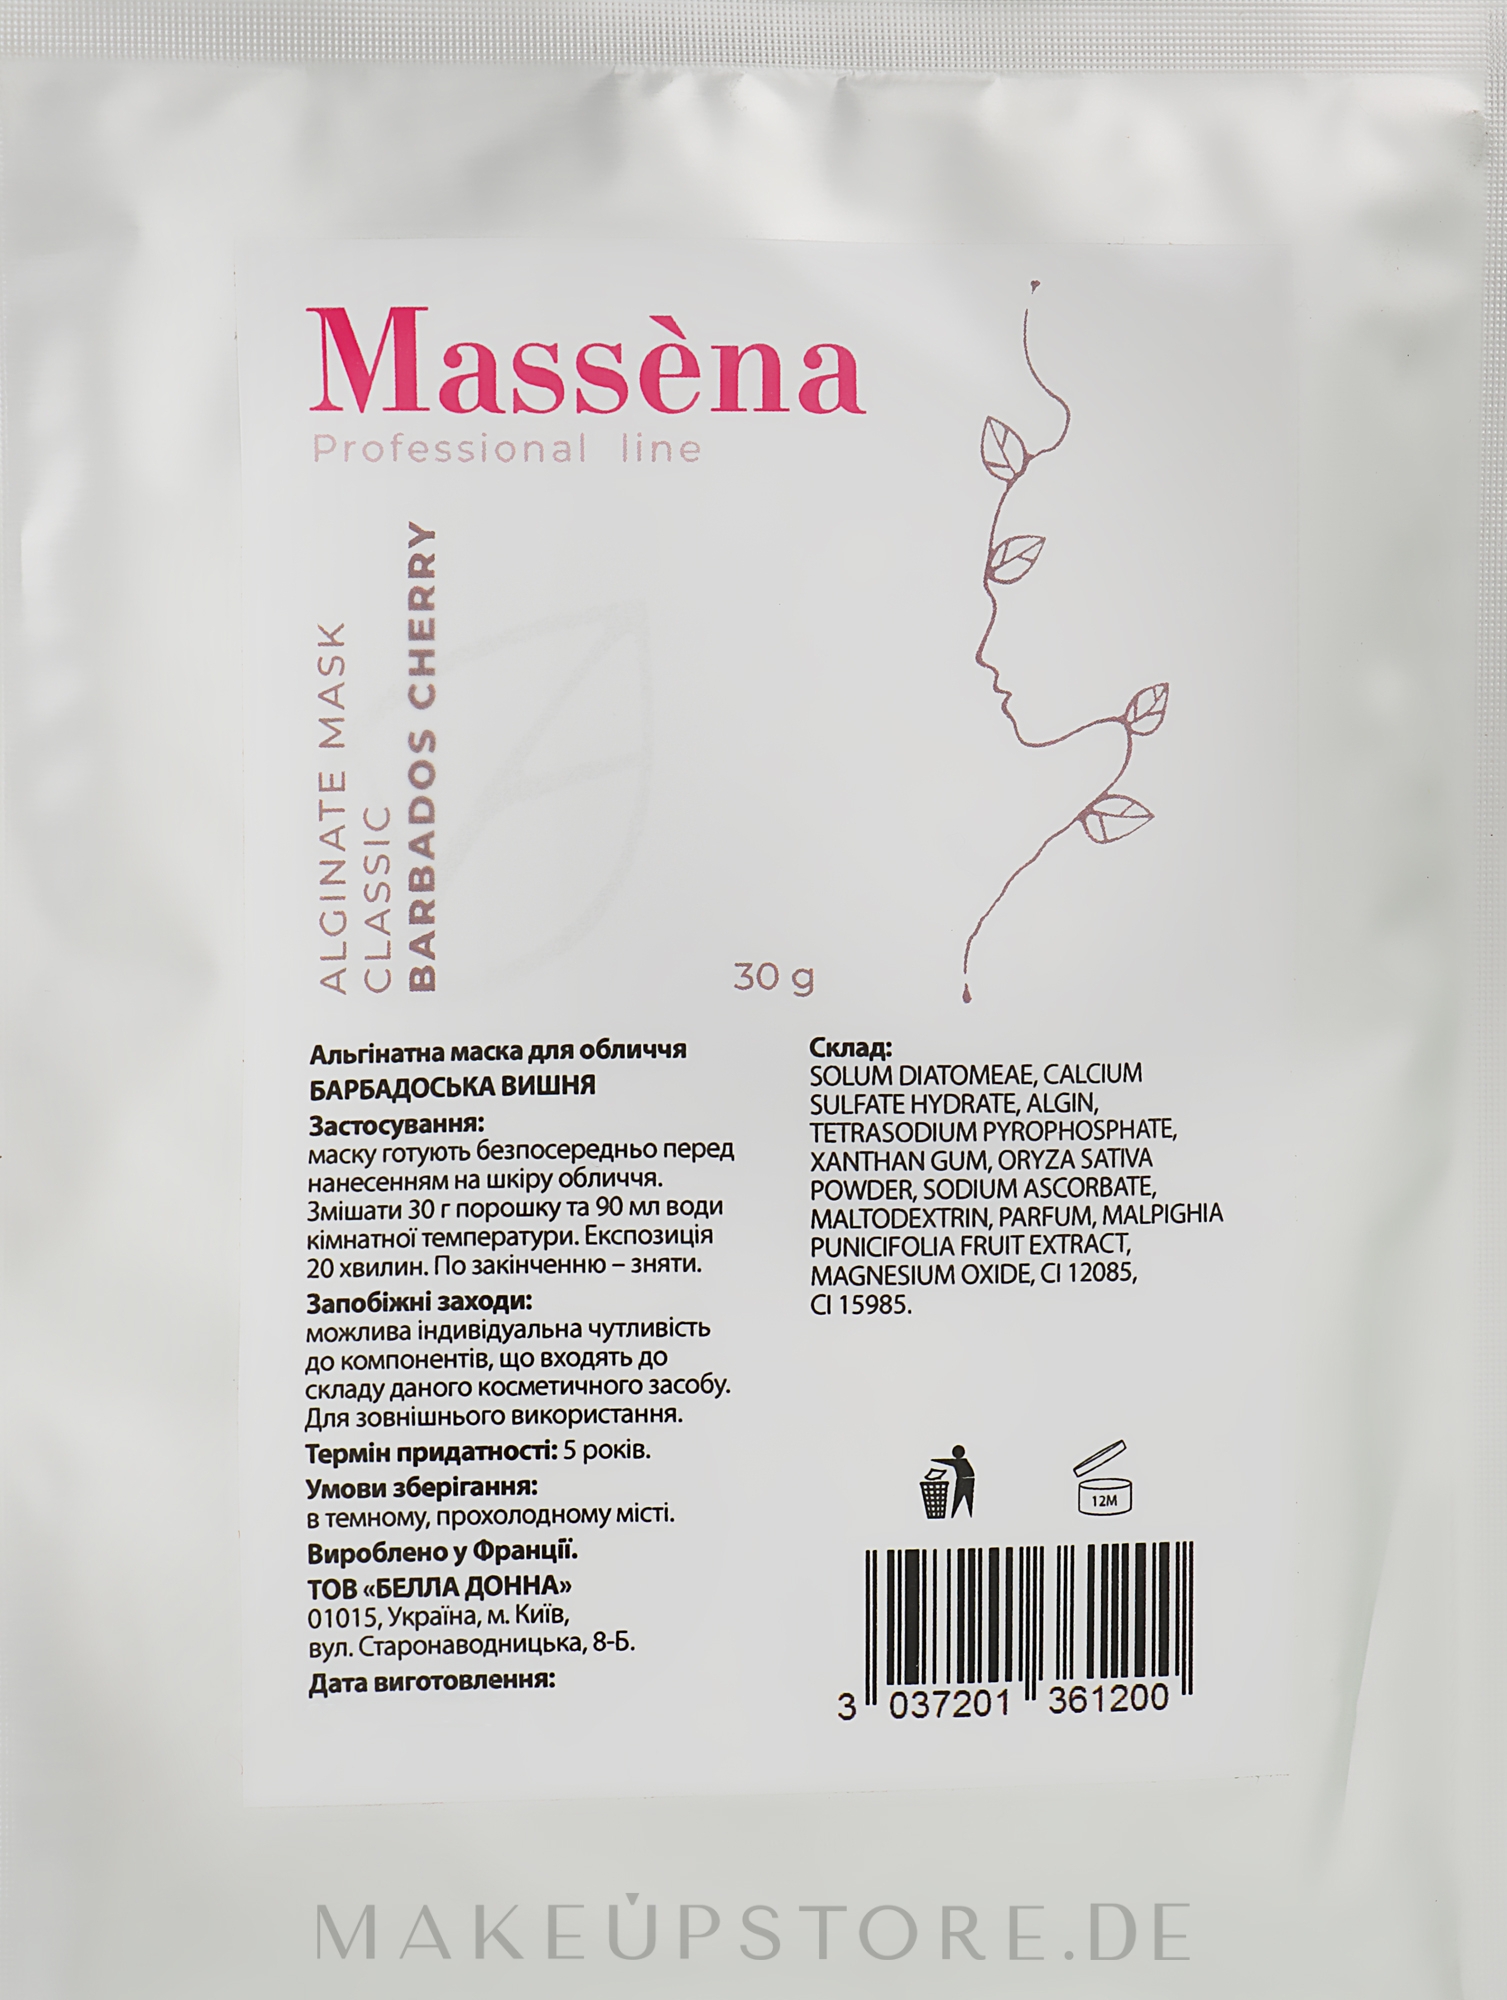 Massèna
Professional line
ALGINATE MASK
CLASSIC
BARBADOS CHERRY
30 g
Альгінатна маска для обличчя
БАРБАДОСЬКА ВИШНЯ
Застосування:
маску готують безпосередньо перед
нанесенням на шкіру обличчя.
Змішати 30 г порошку та 90 мл води
кімнатної температури. Експозиція
20 хвилин. По закінченню – зняти.
Запобіжні заходи:
можлива індивідуальна чутливість
до компонентів, що входять до
складу даного косметичного засобу.
Для зовнішнього використання.
Термін придатності: 5 років.
Умови зберігання:
в темному, прохолодному місті.
Вироблено у Франції.
ТОВ «БЕЛЛА ДОННА»
01015, Україна, м. Київ,
вул. Старонаводницька, 8-Б.
Дата виготовлення:
Склад:
SOLUM DIATOMEAE, CALCIUM
SULFATE HYDRATE, ALGIN,
TETRASODIUM PYROPHOSPHATE,
XANTHAN GUM, ORYZA SATIVA
POWDER, SODIUM ASCORBATE,
MALTODEXTRIN, PARFUM, MALPIGHIA
PUNICIFOLIA FRUIT EXTRACT,
MAGNESIUM OXIDE, CI 12085,
CI 15985.
12M
3 037201 361200
MAKEUPSTORE.DE